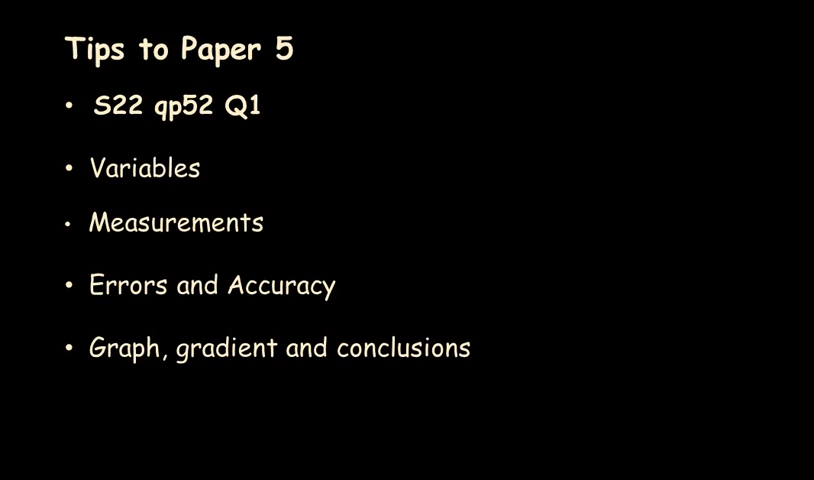 Tips to Paper 5
• S22 qp52 Q1
• Variables
• Measurements
• Errors and Accuracy
• Graph, gradient and conclusions